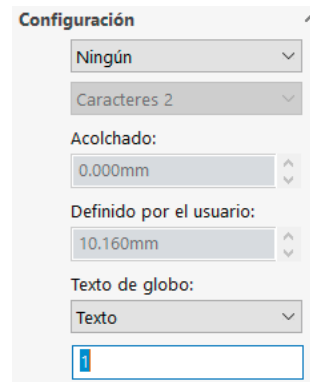 Configuración
Ningún
Caracteres 2
Acolchado:
0.000mm
Definido por el usuario:
10.160mm
Texto de globo:
Texto
1